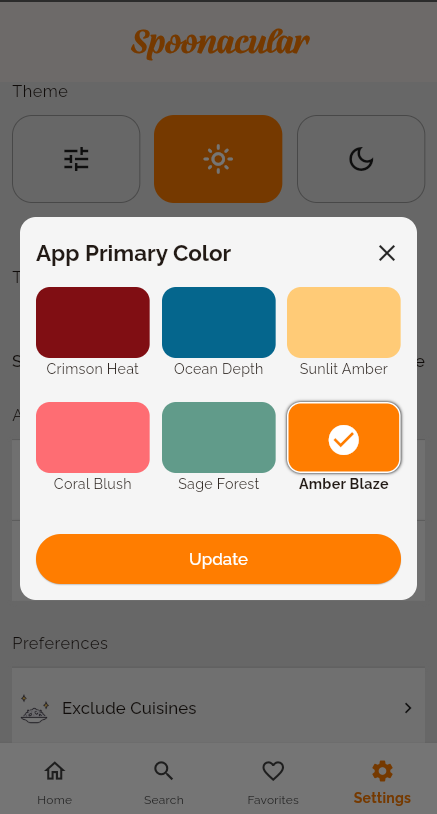 Spoonacular
Theme
App Primary Color
Crimson Heat
Ocean Depth
Sunlit Amber
Coral Blush
Sage Forest
Amber Blaze
Update
Preferences
Exclude Cuisines
Home
Search
Favorites
Settings